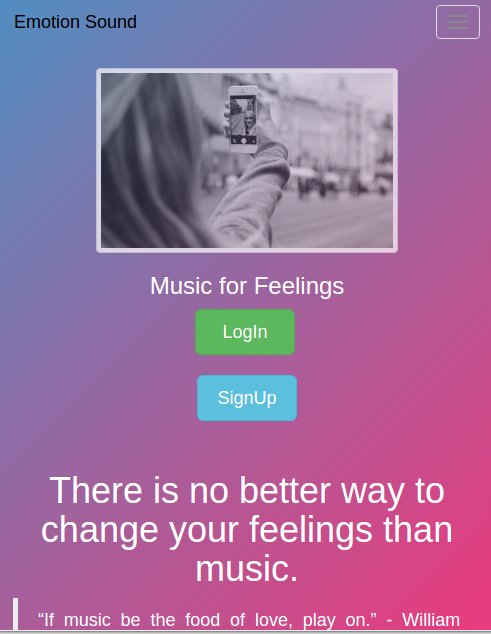 Emotion Sound
Music for Feelings
LogIn
SignUp
There is no better way to
change your feelings than
music.
“If music be the food of love, play on.” - William